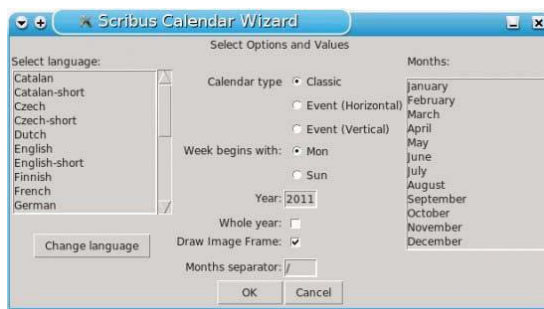 Scribus Calendar Wizard
Select Options and Values
Select language:
Catalan
Catalan-short
Czech
Czech-short
Dutch
English
English-short
Finnish
French
German
Change language
Calendar type
Classic
Event (Horizontal)
Event (Vertical)
Week begins with:
Mon
Sun
Year: 2011
Whole year:
Draw Image Frame:
Months separator: /
OK
Cancel
Months:
January
February
March
April
May
June
July
August
September
October
November
December